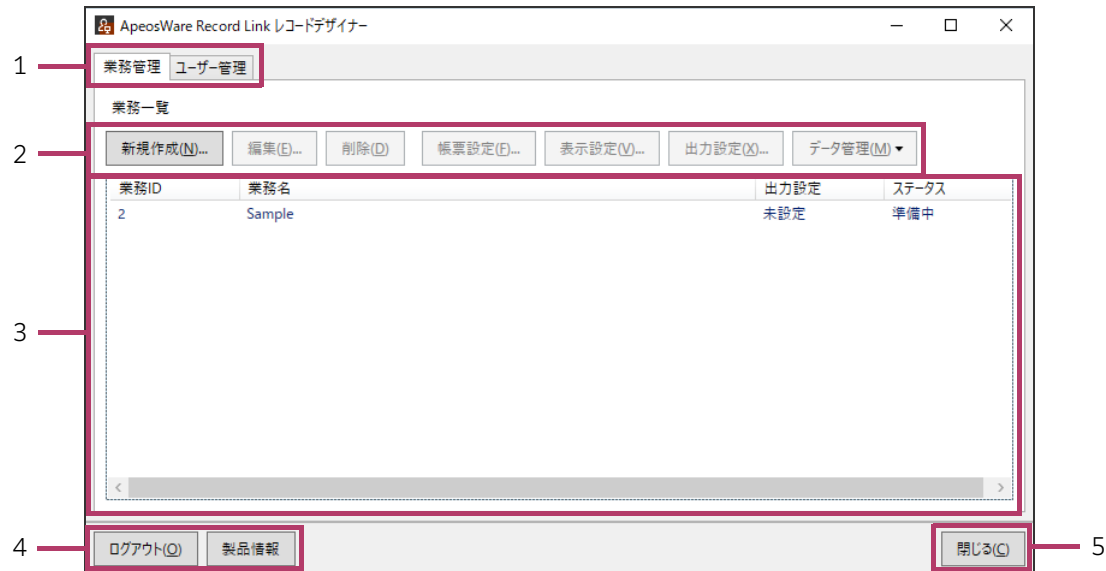 ApeosWare Record Link レコードデザイナー
1
業務管理 ユーザー管理
業務一覧
2
新規作成(N)... 編集(E)... 削除(D) 帳票設定(F)... 表示設定(V)... 出力設定(X)... データ管理(M)
業務ID 業務名 出力設定 ステータス
2 Sample 未設定 準備中
3
4
ログアウト(O) 製品情報 閉じる(C)
5